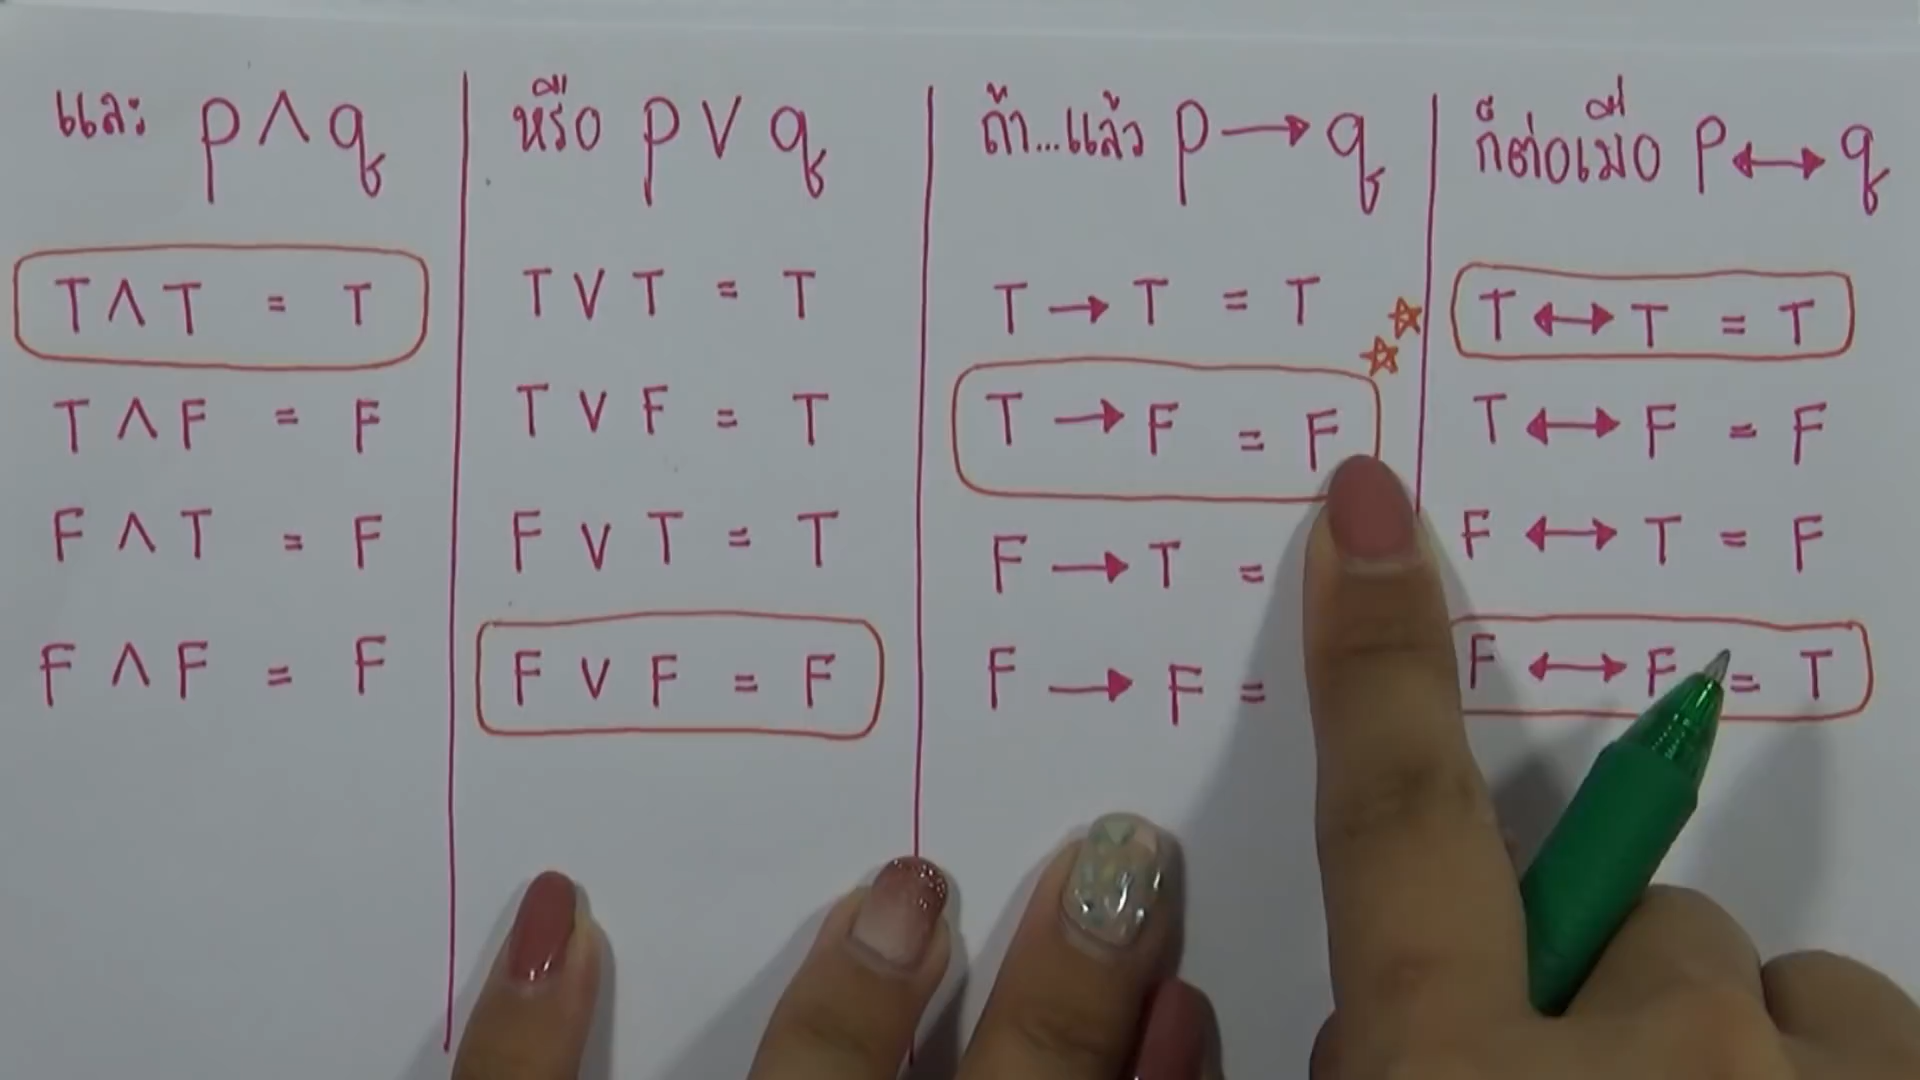 และ p ∧ q
T ∧ T = T
T ∧ F = F
F ∧ T = F
F ∧ F = F
หรือ p ∨ q
T ∨ T = T
T ∨ F = T
F ∨ T = T
F ∨ F = F
ถ้า...แล้ว p → q
T → T = T
T → F = F
F → T =
F → F =
ก็ต่อเมื่อ p ↔ q
T ↔ T = T
T ↔ F = F
F ↔ T = F
F ↔ F = T